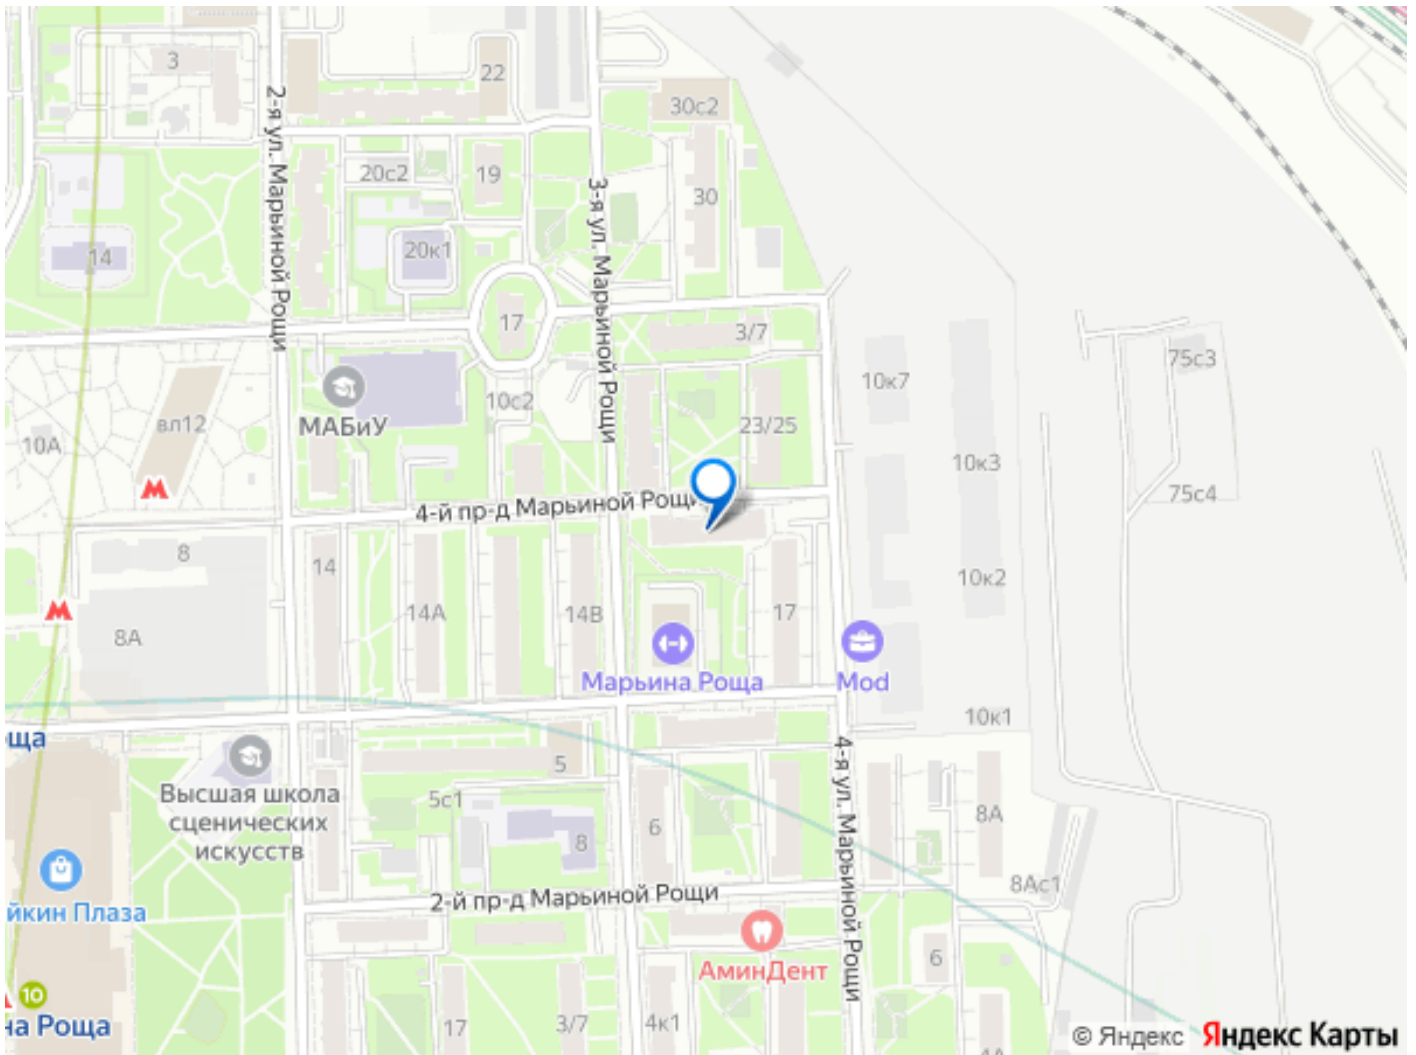 3
22
30с2
2-я ул. Марьиной Рощи
20с2
19
3-я ул. Марьиной Рощи
30
14
20к1
17
3/7
75с3
10к7
МАБиУ
10с2
вл12
23/25
10А
10к3
75с4
4-й пр-д Марьиной Рощи
8
14
10к2
8А
14А
14В
17
Марьина Роща
Mod
10к1
ща
5
4-я ул. Марьиной Рощи
Высшая школа
сценических
искусств
5с1
6
8
8А
8Ас1
йкин Плаза
2-й пр-д Марьиной Рощи
АминДент
6
10
на Роща
17
3/7
4к1
© Яндекс Яндекс Карты